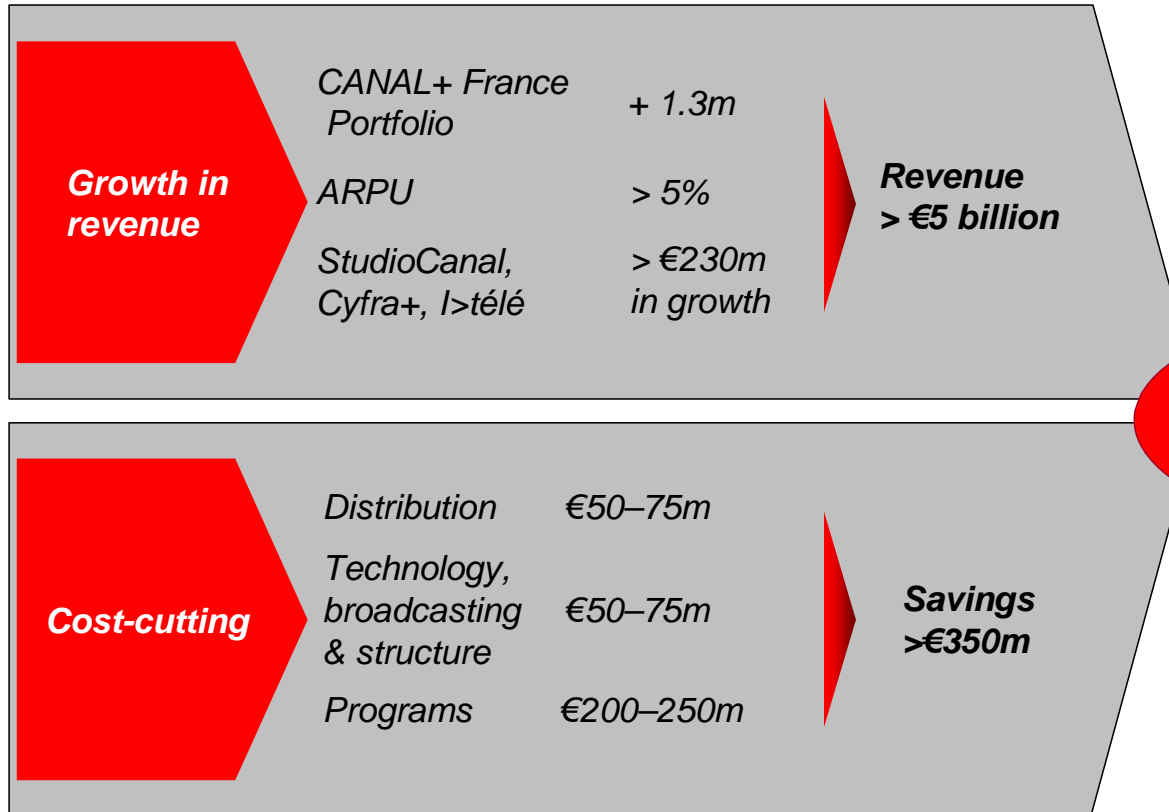 Growth in
revenue
CANAL+ France
Portfolio
+ 1.3m
ARPU
> 5%
StudioCanal,
Cyfra+, I>télé
> €230m
in growth
Revenue
> €5 billion
Cost-cutting
Distribution
€50–75m
Technology,
broadcasting
& structure
€50–75m
Programs
€200–250m
Savings
>€350m